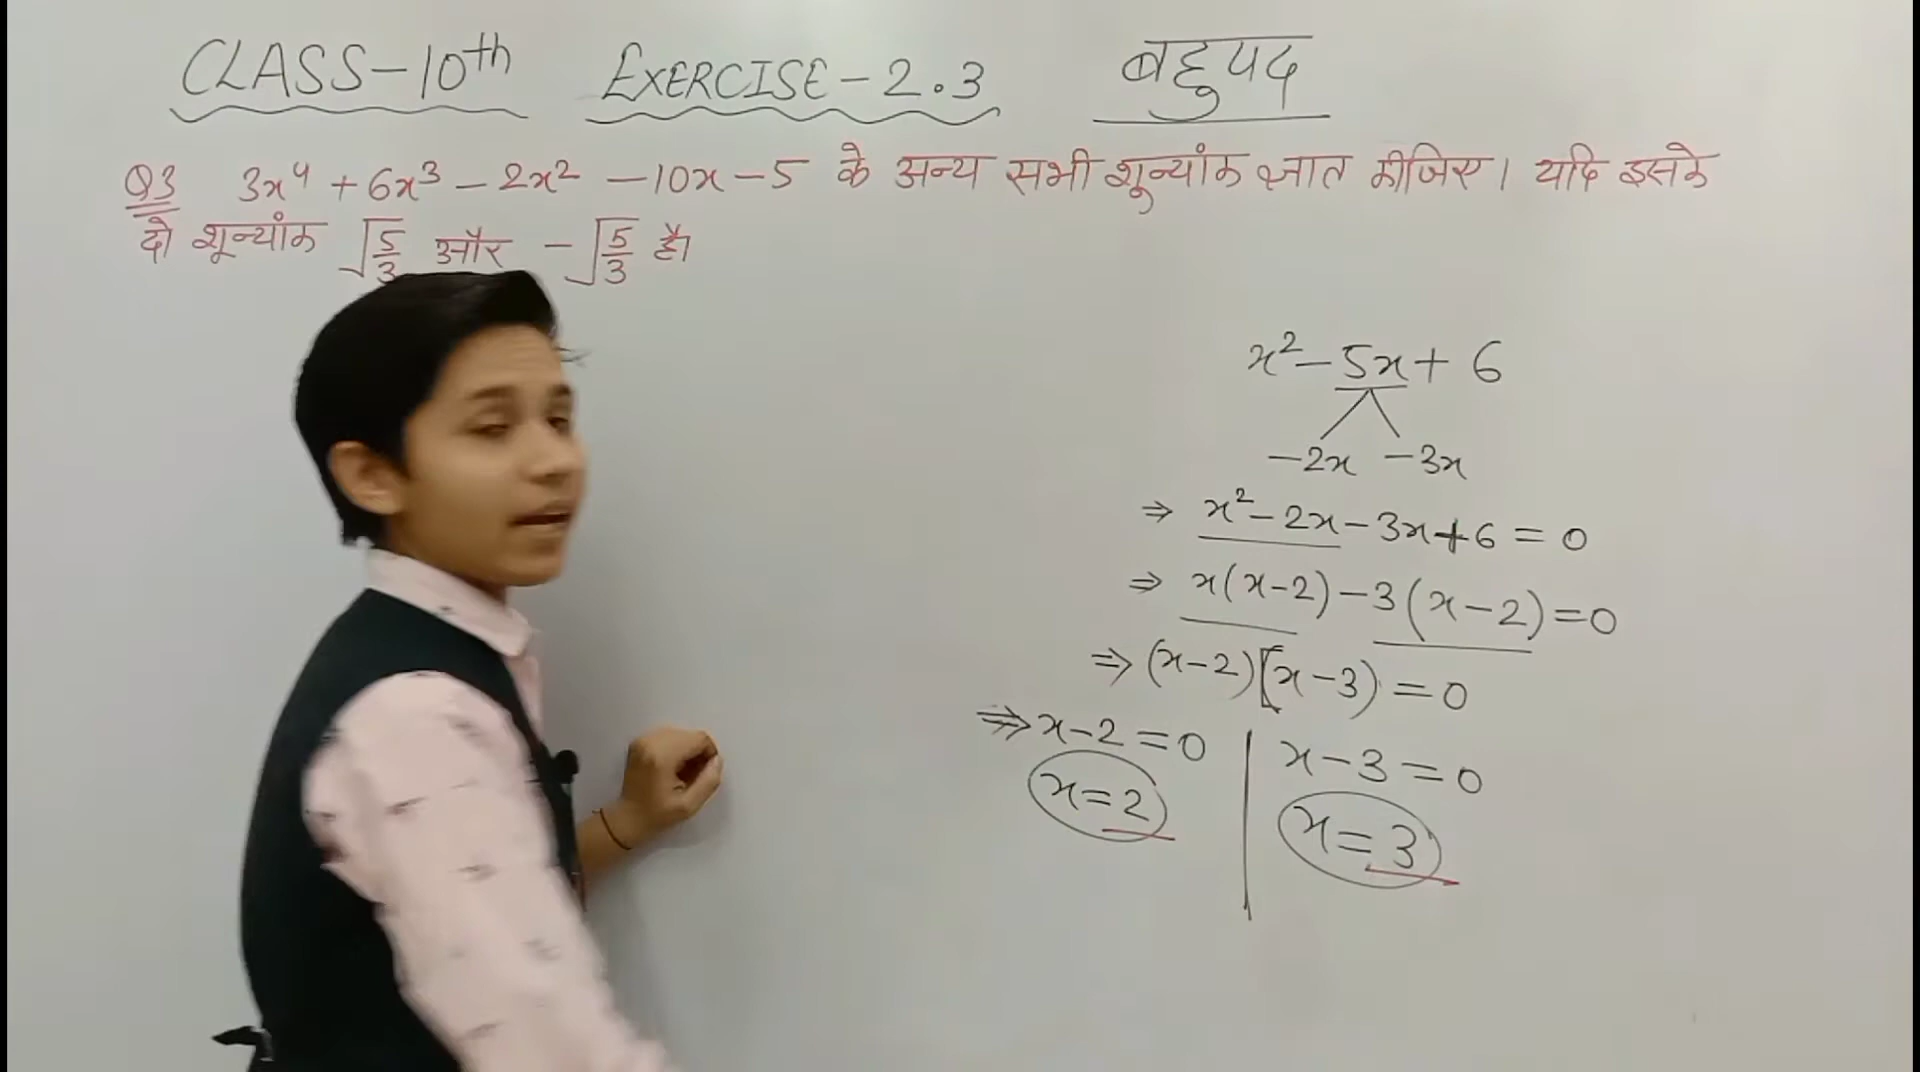 CLASS-10th EXERCISE-2.3 बहुपद
Q3 3x⁴ + 6x³ - 2x² - 10x - 5 के अन्य सभी शून्यांक ज्ञात कीजिए। यदि इसके
दो शून्यांक √5/3 और -√5/3 है।
x² - 5x + 6
-2x -3x
⇒ x² - 2x - 3x + 6 = 0
⇒ x(x-2) - 3(x-2) = 0
⇒ (x-2)[x-3) = 0
⇒ x-2 = 0 | x-3 = 0
x=2 x=3